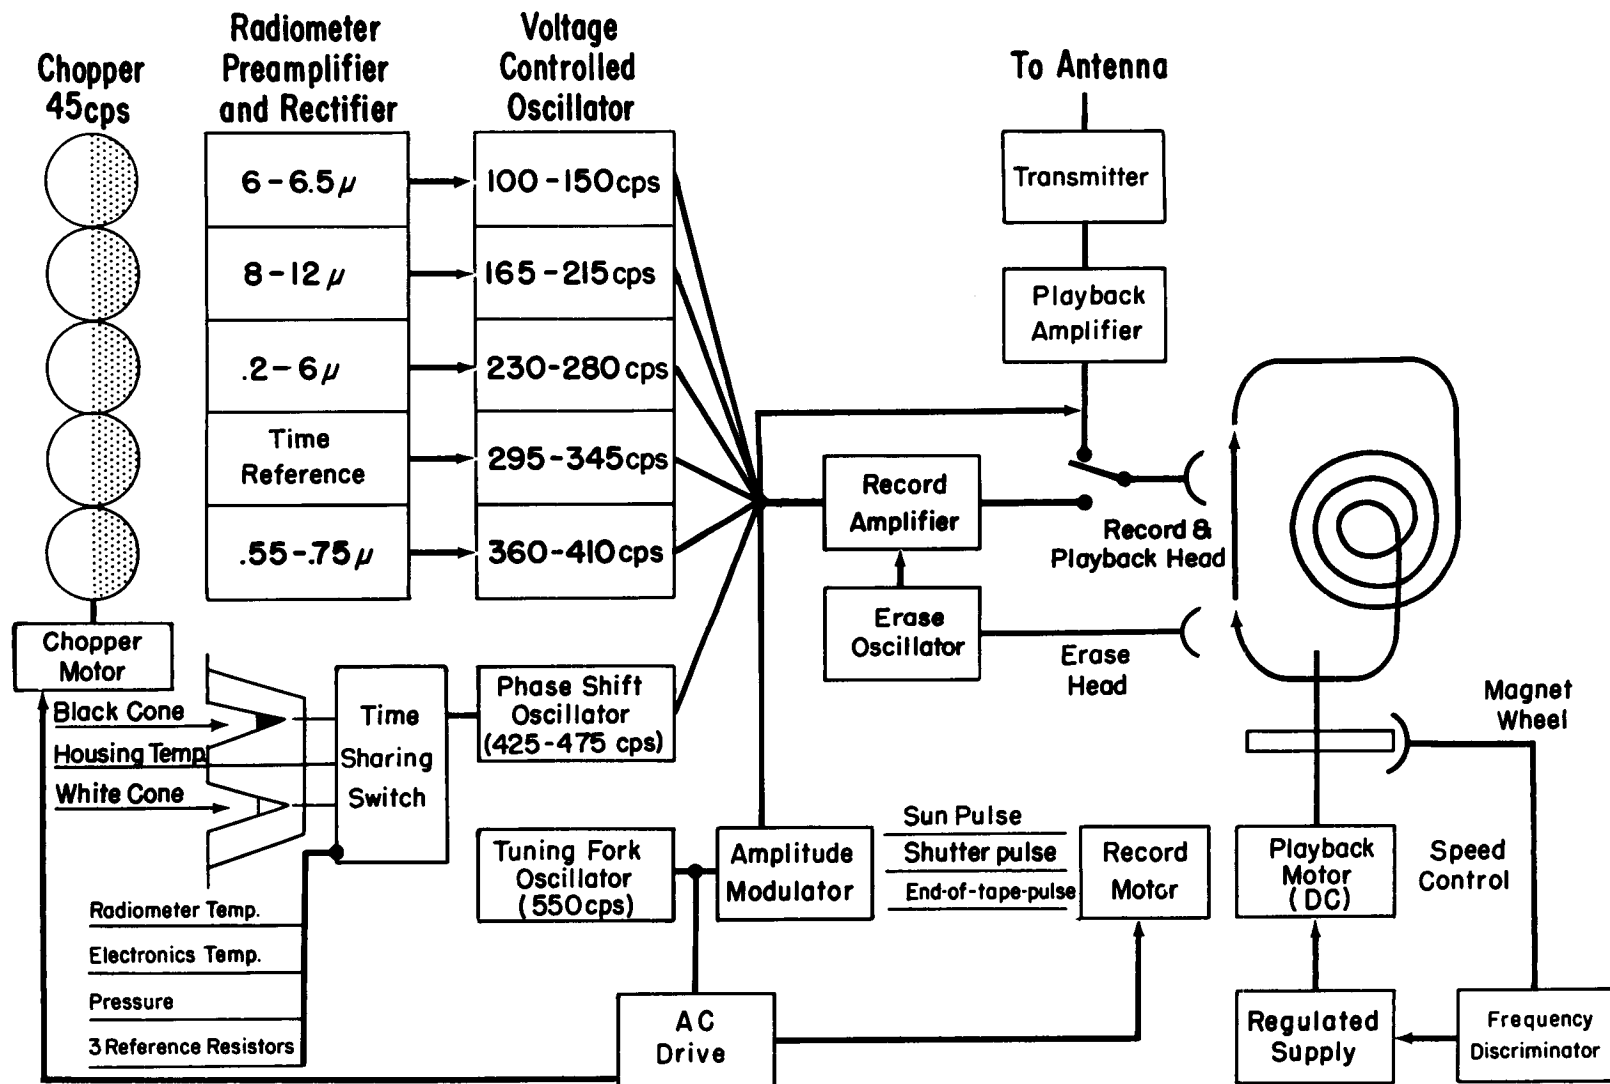 Chopper
45cps
Radiometer
Preamplifier
and Rectifier
Voltage
Controlled
Oscillator
6-6.5μ
100-150cps
8-12μ
165-215cps
.2-6μ
230-280cps
Time
Reference
295-345cps
.55-.75μ
360-410cps
Chopper
Motor
Black Cone
Housing Temp.
White Cone
Time
Sharing
Switch
Phase Shift
Oscillator
(425-475 cps)
Radiometer Temp.
Electronics Temp.
Pressure
3 Reference Resistors
Tuning Fork
Oscillator
(550cps)
Amplitude
Modulator
Sun Pulse
Shutter pulse
End-of-tape-pulse
Record
Motor
AC
Drive
To Antenna
Transmitter
Playback
Amplifier
Record
Amplifier
Record &
Playback Head
Erase
Oscillator
Erase
Head
Magnet
Wheel
Playback
Motor
(DC)
Speed
Control
Regulated
Supply
Frequency
Discriminator